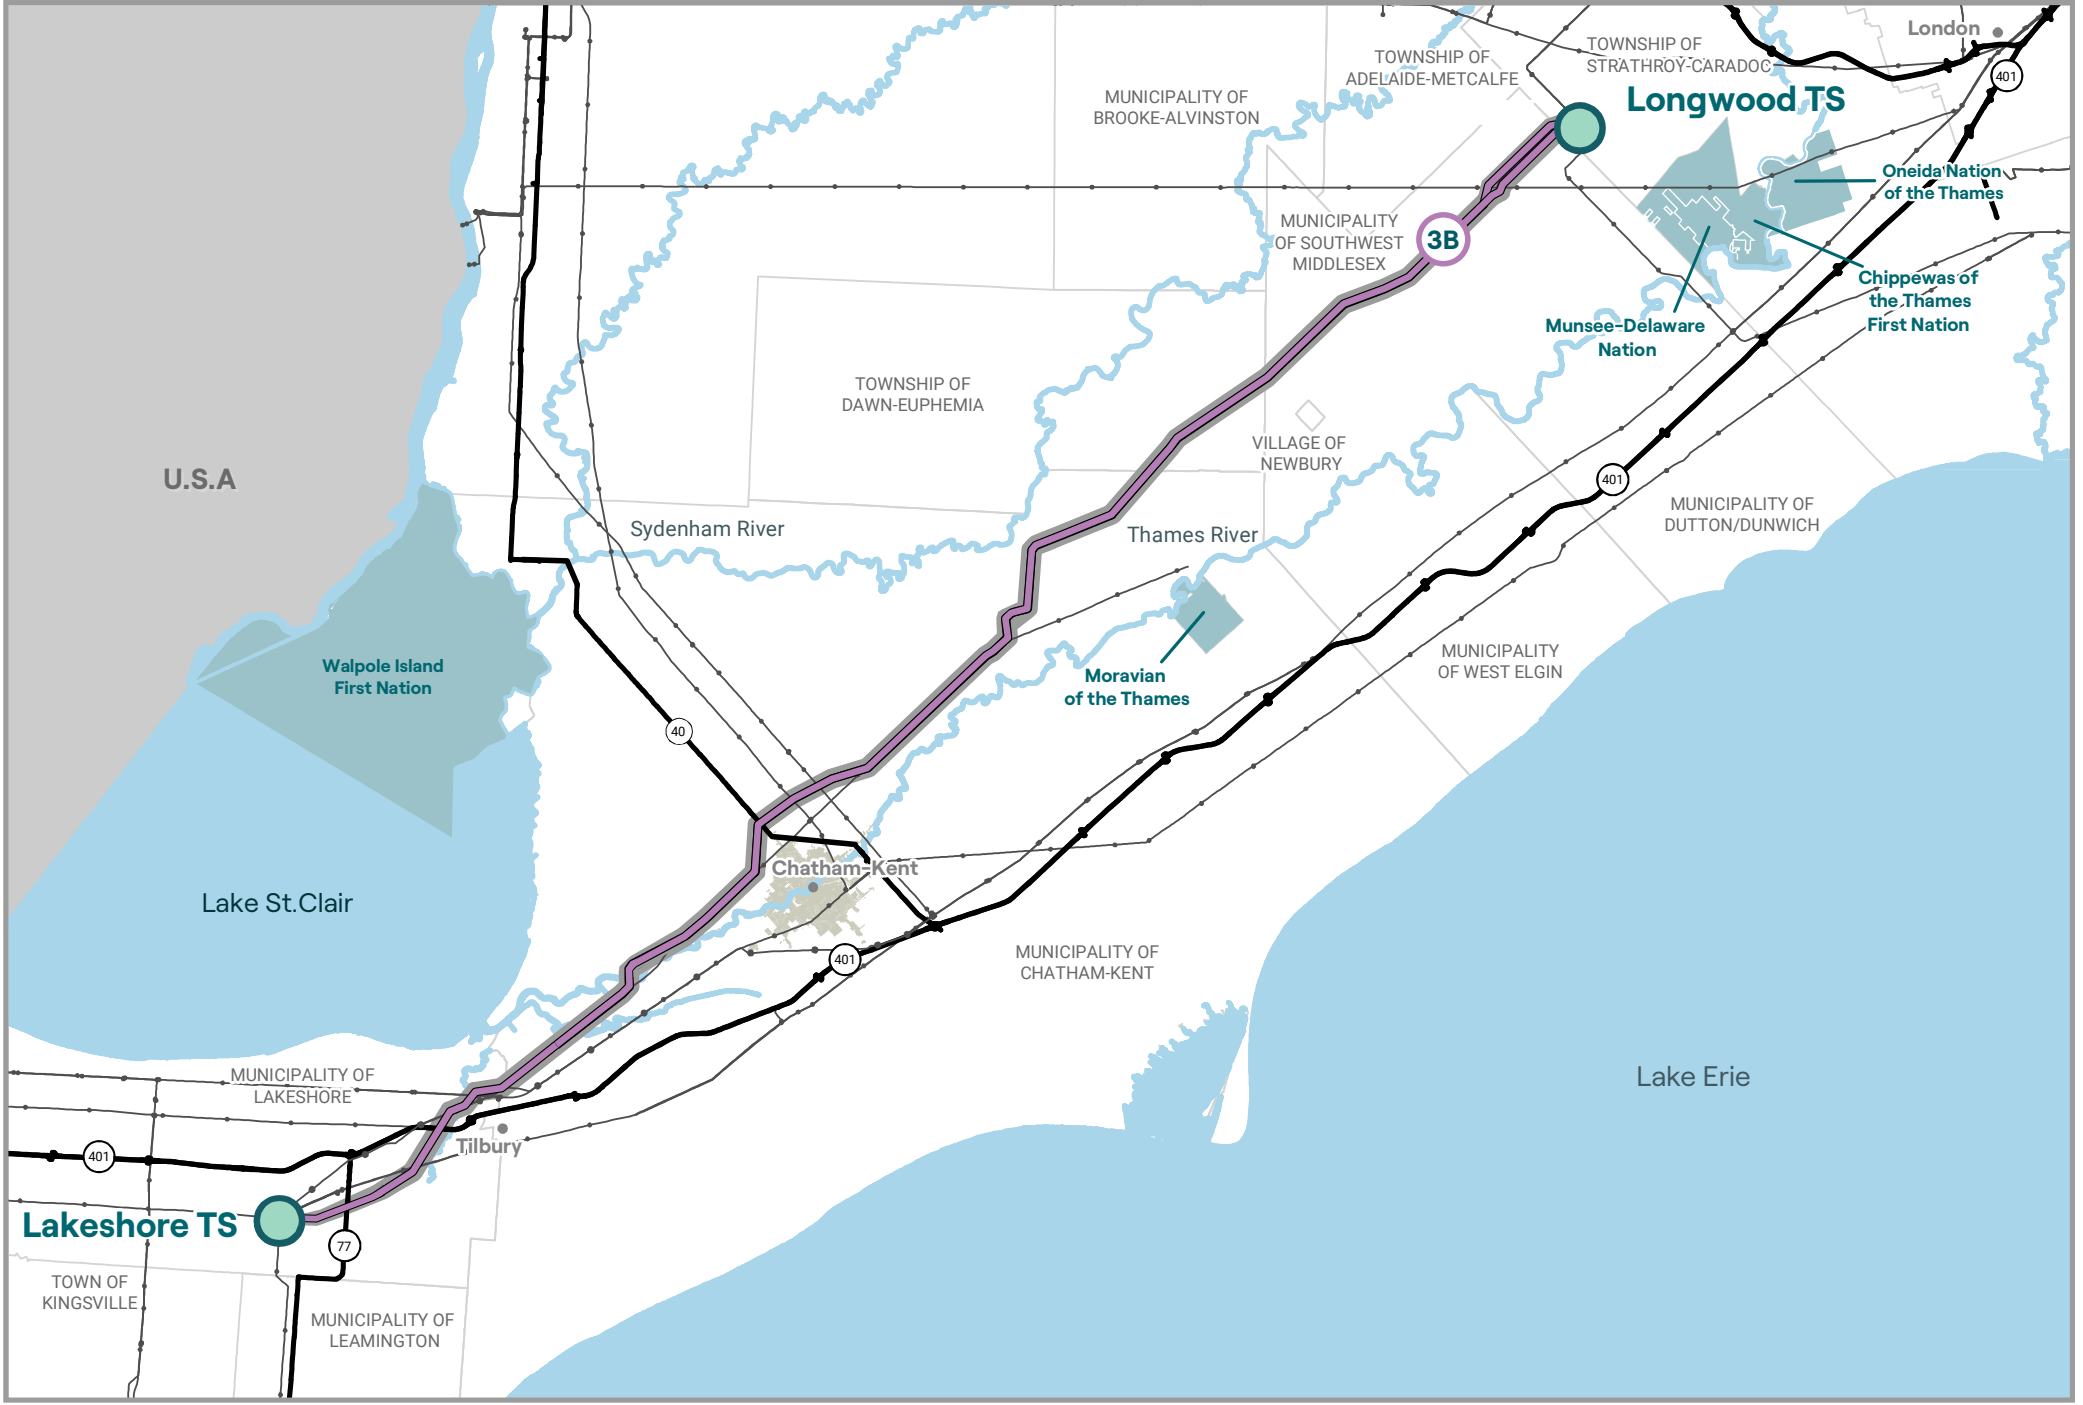 London
TOWNSHIP OF
STRATHROY-CARADOC
401
TOWNSHIP OF
ADELAIDE-METCALFE
MUNICIPALITY OF
BROOKE-ALVINSTON
Longwood TS
Oneida Nation
of the Thames
MUNICIPALITY
OF SOUTHWEST
MIDDLESEX
3B
Chippewas of
the Thames
First Nation
Munsee-Delaware
Nation
TOWNSHIP OF
DAWN-EUPHEMIA
VILLAGE OF
NEWBURY
U.S.A
401
MUNICIPALITY OF
DUTTON/DUNWICH
Sydenham River
Thames River
Walpole Island
First Nation
MUNICIPALITY
OF WEST ELGIN
Moravian
of the Thames
40
Chatham-Kent
Lake St.Clair
401
MUNICIPALITY OF
CHATHAM-KENT
Lake Erie
MUNICIPALITY OF
LAKESHORE
Tilbury
401
Lakeshore TS
77
TOWN OF
KINGSVILLE
MUNICIPALITY OF
LEAMINGTON